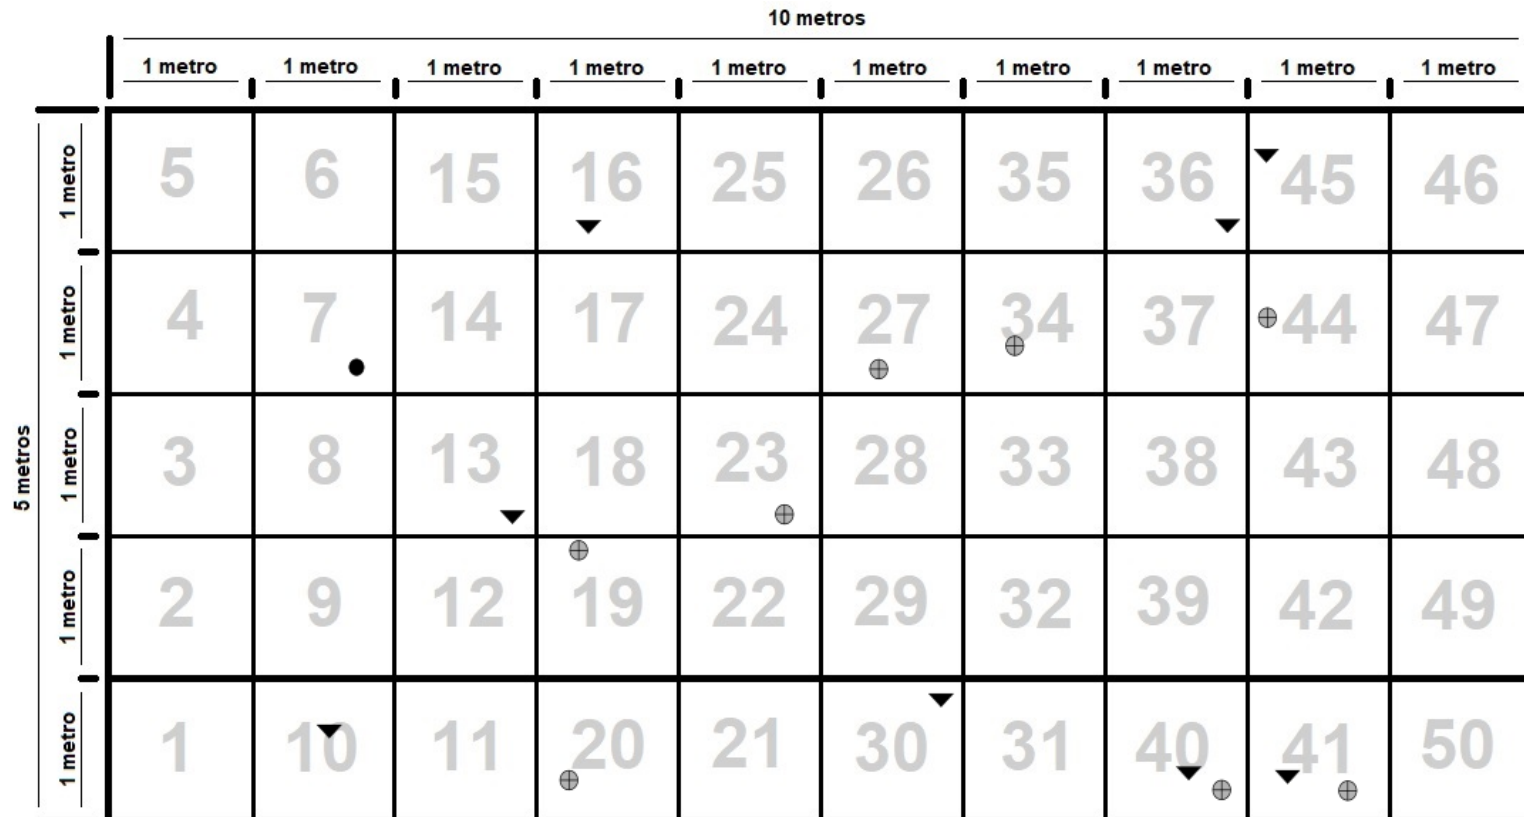 10 metros
1 metro 1 metro 1 metro 1 metro 1 metro 1 metro 1 metro 1 metro 1 metro 1 metro
5 metros
1 metro
5 6 15 16 25 26 35 36 45 46
1 metro
4 7 14 17 24 27 34 37 44 47
1 metro
3 8 13 18 23 28 33 38 43 48
1 metro
2 9 12 19 22 29 32 39 42 49
1 metro
1 10 11 20 21 30 31 40 41 50